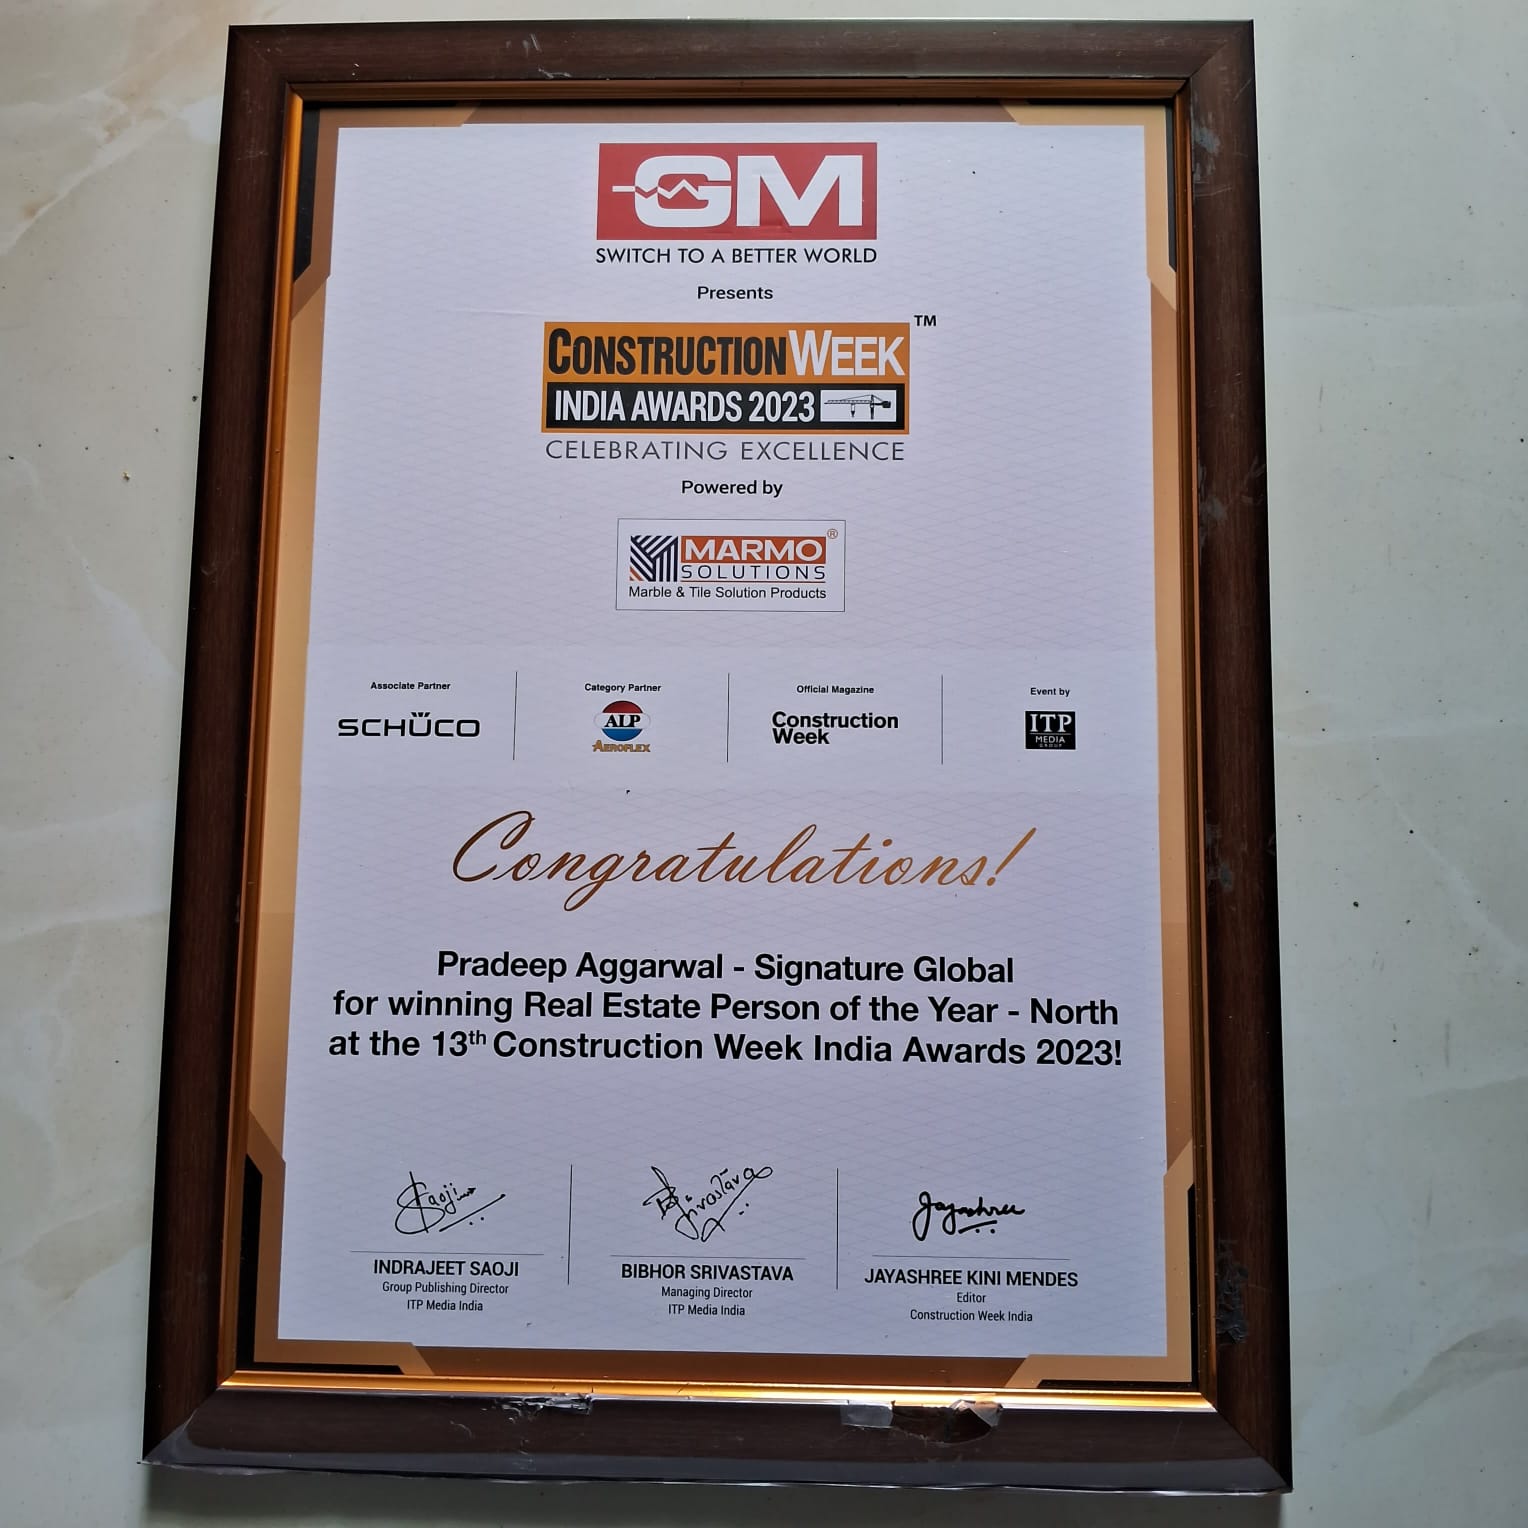 GM
SWITCH TO A BETTER WORLD
Presents
CONSTRUCTIONWEEK™
INDIA AWARDS 2023
CELEBRATING EXCELLENCE
Powered by
MARMO®
SOLUTIONS
Marble & Tile Solution Products
Associate Partner
SCHÜCO
Category Partner
ALP
AEROFLEX
Official Magazine
Construction
Week
Event by
ITP
MEDIA
GROUP
Congratulations!
Pradeep Aggarwal - Signature Global
for winning Real Estate Person of the Year - North
at the 13th Construction Week India Awards 2023!
Saoji
Srivastava
Jayashree
INDRAJEET SAOJI
Group Publishing Director
ITP Media India
BIBHOR SRIVASTAVA
Managing Director
ITP Media India
JAYASHREE KINI MENDES
Editor
Construction Week India